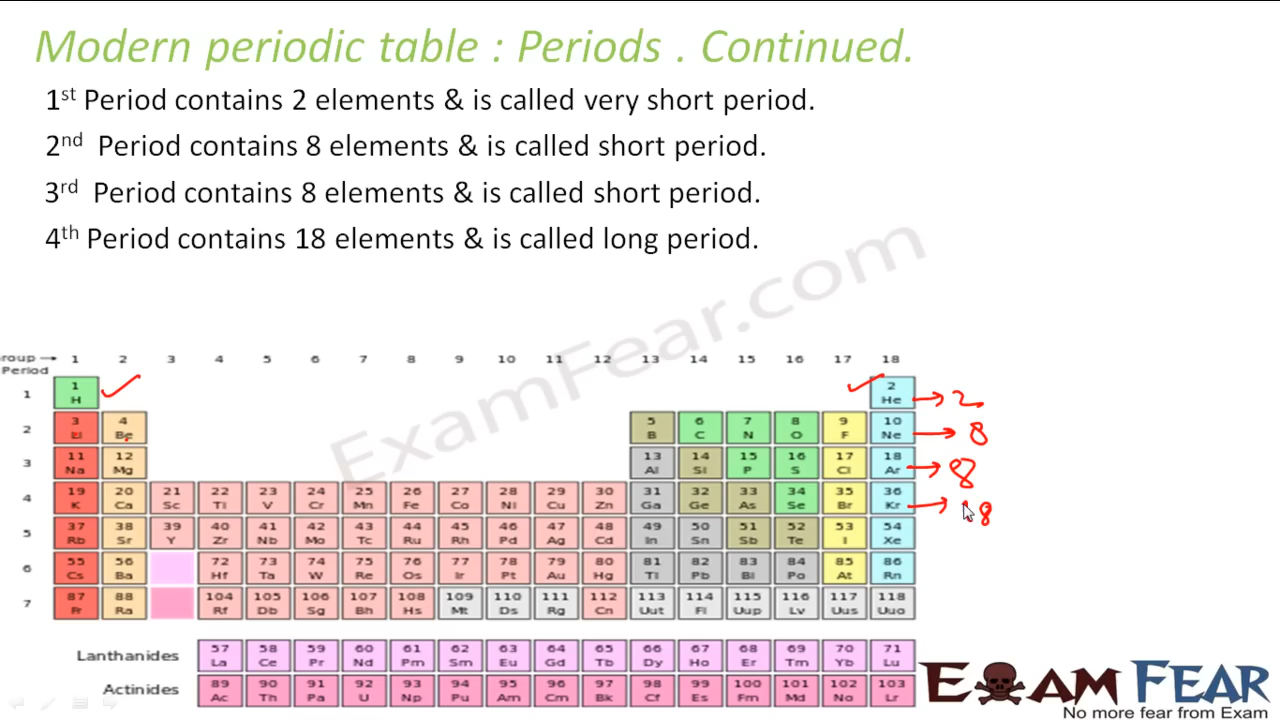 Modern periodic table : Periods . Continued.
1st Period contains 2 elements & is called very short period.
2nd Period contains 8 elements & is called short period.
3rd Period contains 8 elements & is called short period.
4th Period contains 18 elements & is called long period.
ExamFear.com
roup → 1 2 3 4 5 6 7 8 9 10 11 12 13 14 15 16 17 18
Period
1 1 2
H He → 2
2 3 4 5 6 7 8 9 10
Li Be B C N O F Ne → 8
3 11 12 13 14 15 16 17 18
Na Mg Al Si P S Cl Ar → 8
4 19 20 21 22 23 24 25 26 27 28 29 30 31 32 33 34 35 36
K Ca Sc Ti V Cr Mn Fe Co Ni Cu Zn Ga Ge As Se Br Kr → 18
5 37 38 39 40 41 42 43 44 45 46 47 48 49 50 51 52 53 54
Rb Sr Y Zr Nb Mo Tc Ru Rh Pd Ag Cd In Sn Sb Te I Xe
6 55 56 72 73 74 75 76 77 78 79 80 81 82 83 84 85 86
Cs Ba Hf Ta W Re Os Ir Pt Au Hg Tl Pb Bi Po At Rn
7 87 88 104 105 106 107 108 109 110 111 112 113 114 115 116 117 118
Fr Ra Rf Db Sg Bh Hs Mt Ds Rg Cn Uut Fl Uup Lv Uus Uuo
Lanthanides 57 58 59 60 61 62 63 64 65 66 67 68 69 70 71
La Ce Pr Nd Pm Sm Eu Gd Tb Dy Ho Er Tm Yb Lu
Actinides 89 90 91 92 93 94 95 96 97 98 99 100 101 102 103
Ac Th Pa U Np Pu Am Cm Bk Cf Es Fm Md No Lr
EXAM FEAR
No more fear from Exam